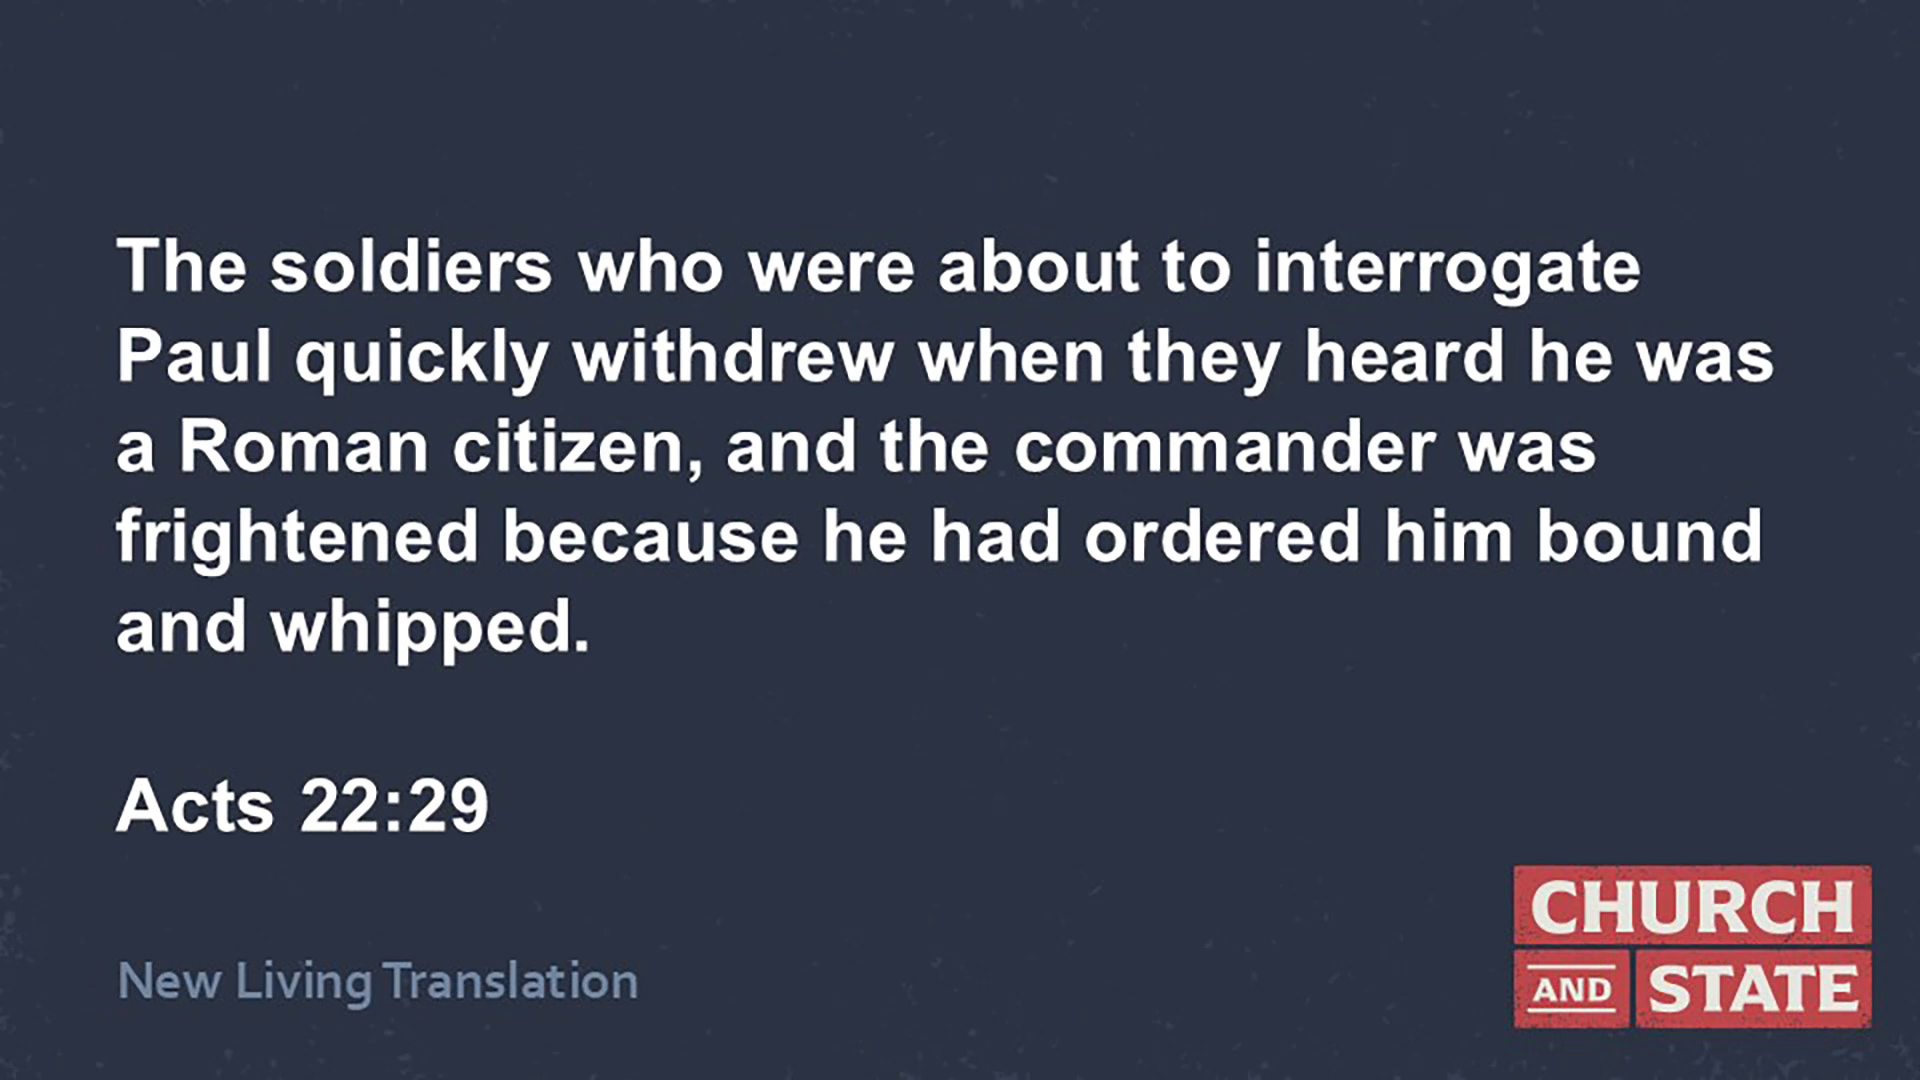 The soldiers who were about to interrogate
Paul quickly withdrew when they heard he was
a Roman citizen, and the commander was
frightened because he had ordered him bound
and whipped.
Acts 22:29
New Living Translation
CHURCH
AND STATE